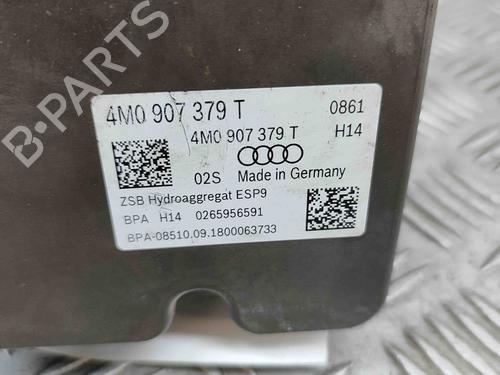 4M0 907 379 T 0861
4M0 907 379 T H14
02S Made in Germany
ZSB Hydroaggregat ESP9
BPA H14 0265956591
BPA-08510.09.1800063733
B-PARTS